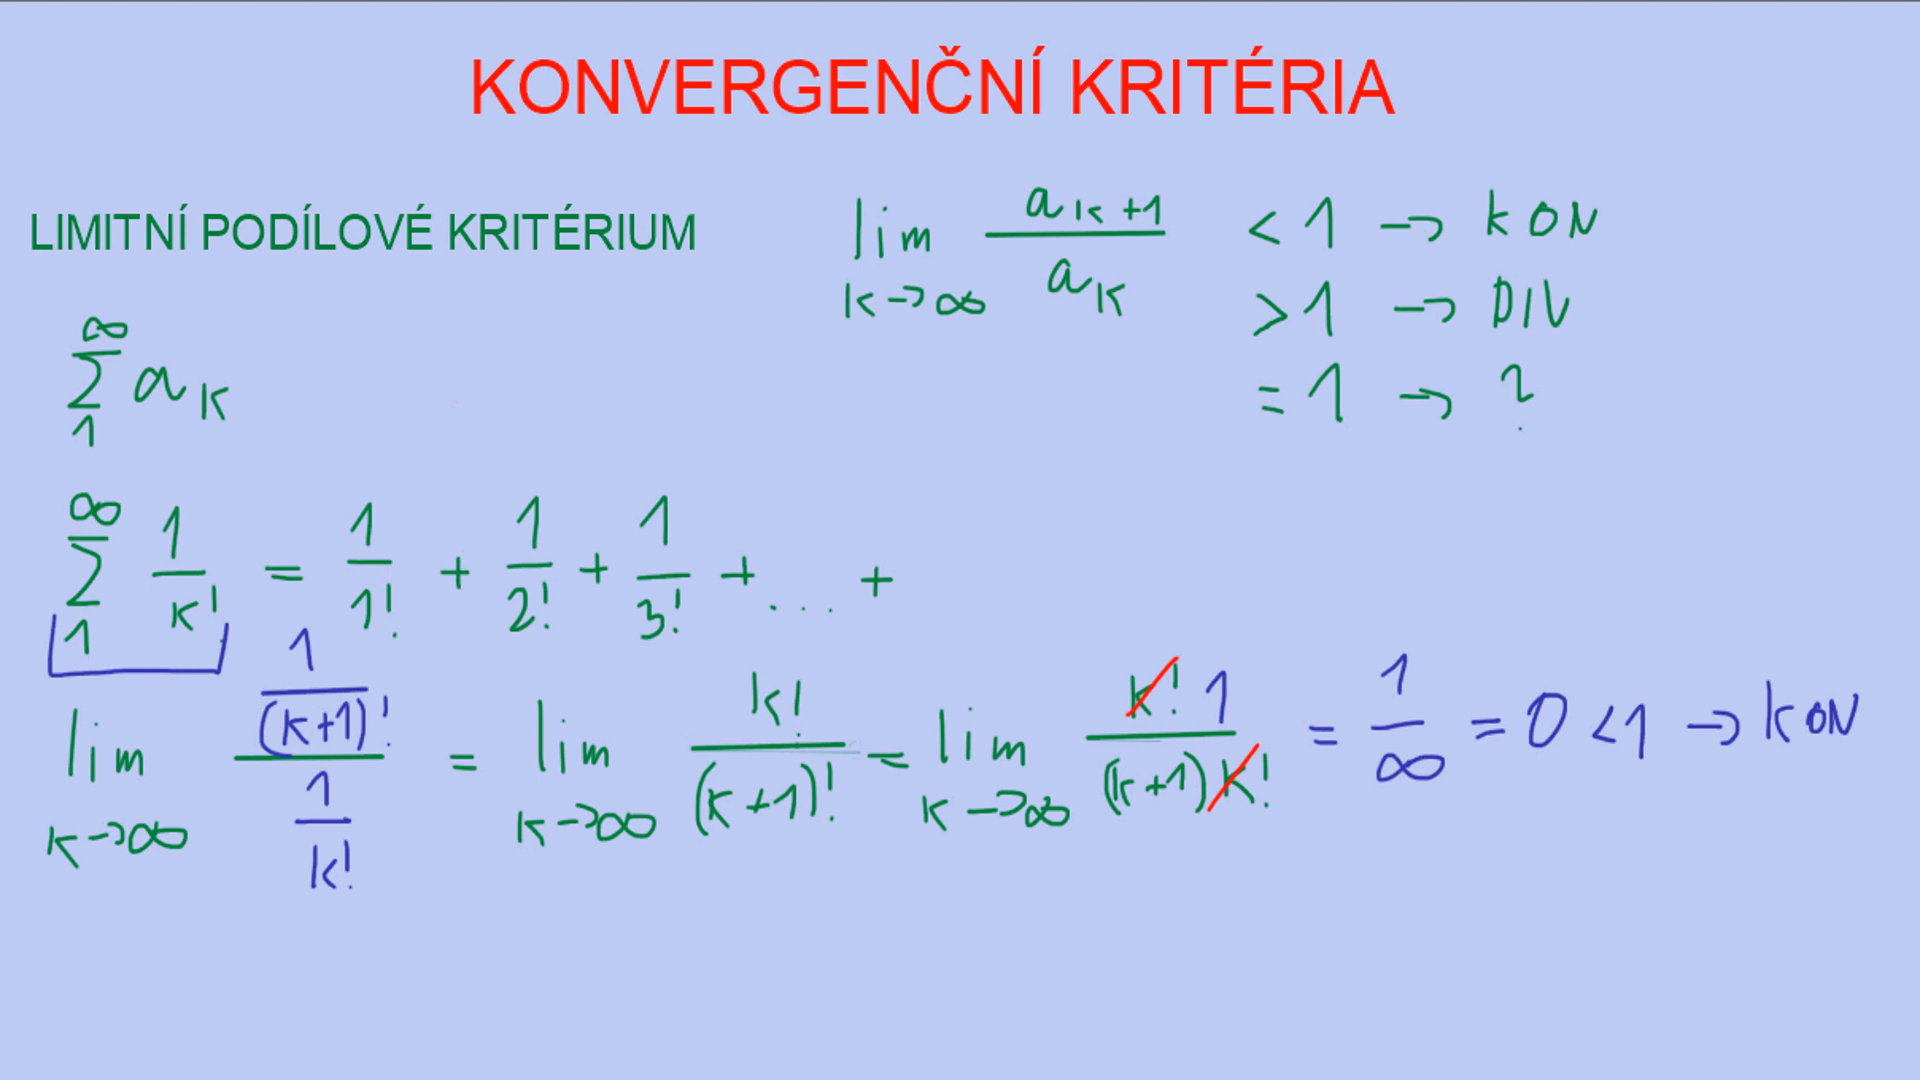 KONVERGENČNÍ KRITÉRIA
LIMITNÍ PODÍLOVÉ KRITÉRIUM
lim k→∞ a_{k+1} / a_k < 1 → KON
> 1 → DIV
= 1 → ?
∞ ∑ 1 a_k
∞ ∑ 1 1/k! = 1/1! + 1/2! + 1/3! + ... +
lim k→∞ (1/(k+1)!) / (1/k!) = lim k→∞ k! / (k+1)! = lim k→∞ k! 1 / (k+1) k! = 1/∞ = 0 < 1 → KON